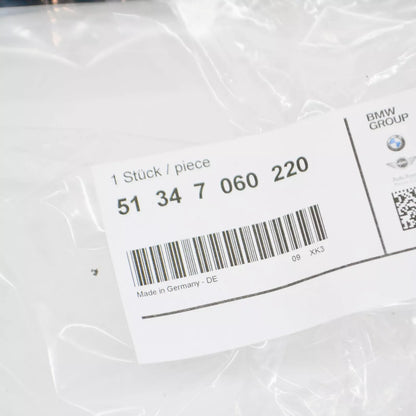 1 Stück / piece
51 34 7 060 220
09 XK3
Made in Germany - DE
BMW
GROUP